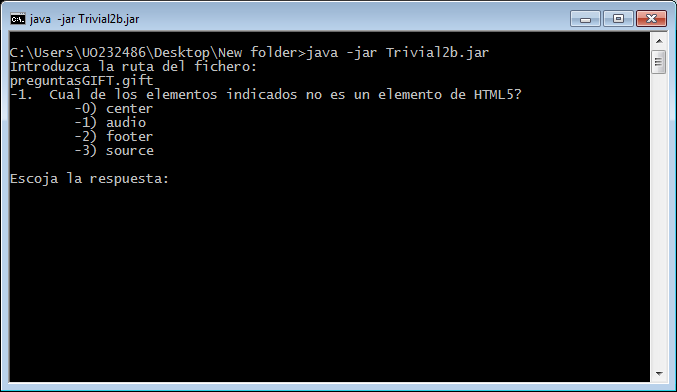 java -jar Trivial2b.jar
C:\Users\UO232486\Desktop\New folder>java -jar Trivial2b.jar
Introduzca la ruta del fichero:
preguntasGIFT.gift
-1.  Cual de los elementos indicados no es un elemento de HTML5?
-0) center
-1) audio
-2) footer
-3) source
Escoja la respuesta: